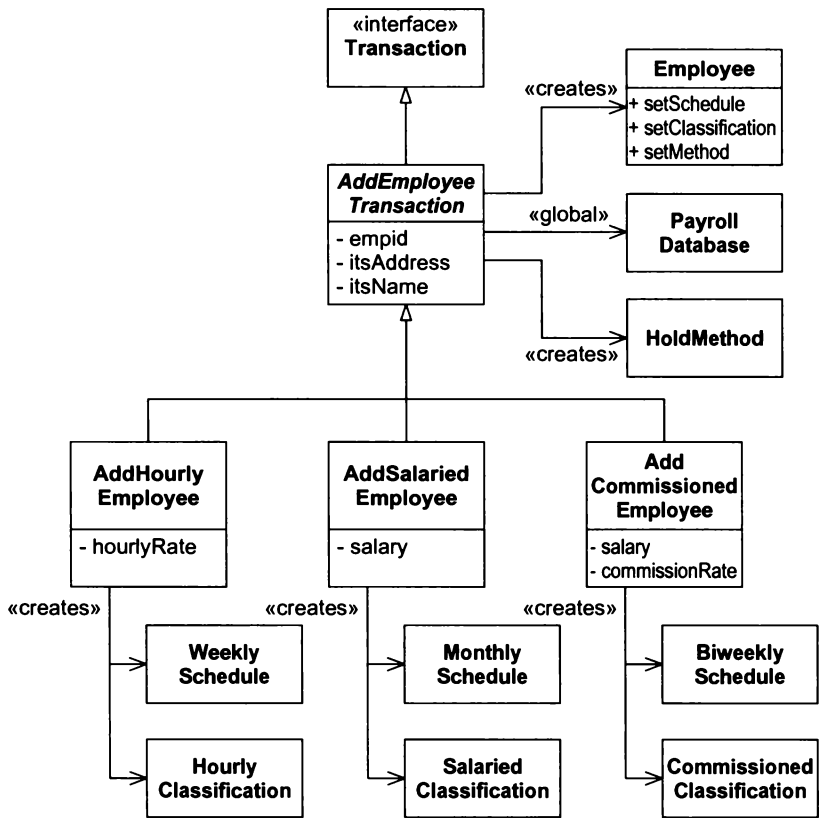 «interface»
Transaction
Employee
+ setSchedule
+ setClassification
+ setMethod
«creates»
AddEmployee
Transaction
- empid
- itsAddress
- itsName
«global»
Payroll
Database
«creates»
HoldMethod
AddHourly
Employee
- hourlyRate
AddSalaried
Employee
- salary
Add
Commissioned
Employee
- salary
- commissionRate
«creates»
Weekly
Schedule
Hourly
Classification
«creates»
Monthly
Schedule
Salaried
Classification
«creates»
Biweekly
Schedule
Commissioned
Classification